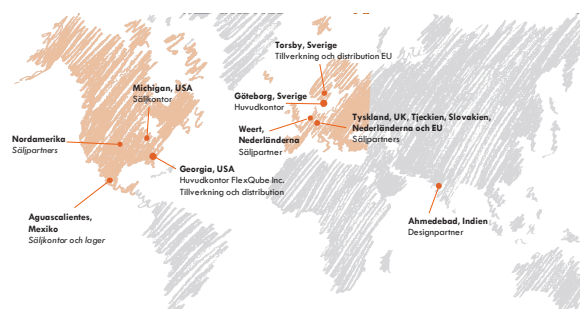 Torsby, Sverige
Tillverkning och distribution EU
Michigan, USA
Säljkontor
Göteborg, Sverige
Huvudkontor
Tyskland, UK, Tjeckien, Slovakien,
Nederländerna och EU
Säljpartners
Weert,
Nederländerna
Säljpartner
Nordamerika
Säljpartners
Georgia, USA
Huvudkontor FlexQube Inc.
Tillverkning och distribution
Aguascalientes,
Mexiko
Säljkontor och lager
Ahmedebad, Indien
Designpartner